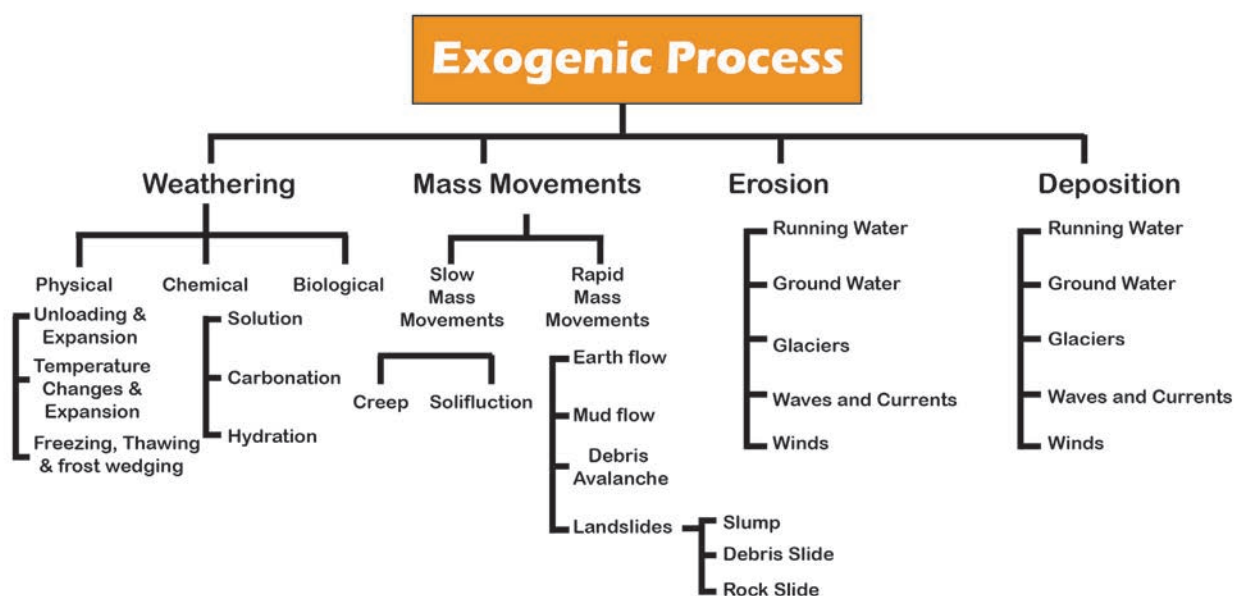 Exogenic Process
Weathering
Mass Movements
Erosion
Deposition
Physical
Chemical
Biological
Unloading &
Expansion
Temperature
Changes &
Expansion
Freezing, Thawing
& frost wedging
Solution
Carbonation
Hydration
Slow
Mass
Movements
Rapid
Mass
Movements
Creep
Solifluction
Earth flow
Mud flow
Debris
Avalanche
Landslides
Slump
Debris Slide
Rock Slide
Running Water
Ground Water
Glaciers
Waves and Currents
Winds
Running Water
Ground Water
Glaciers
Waves and Currents
Winds